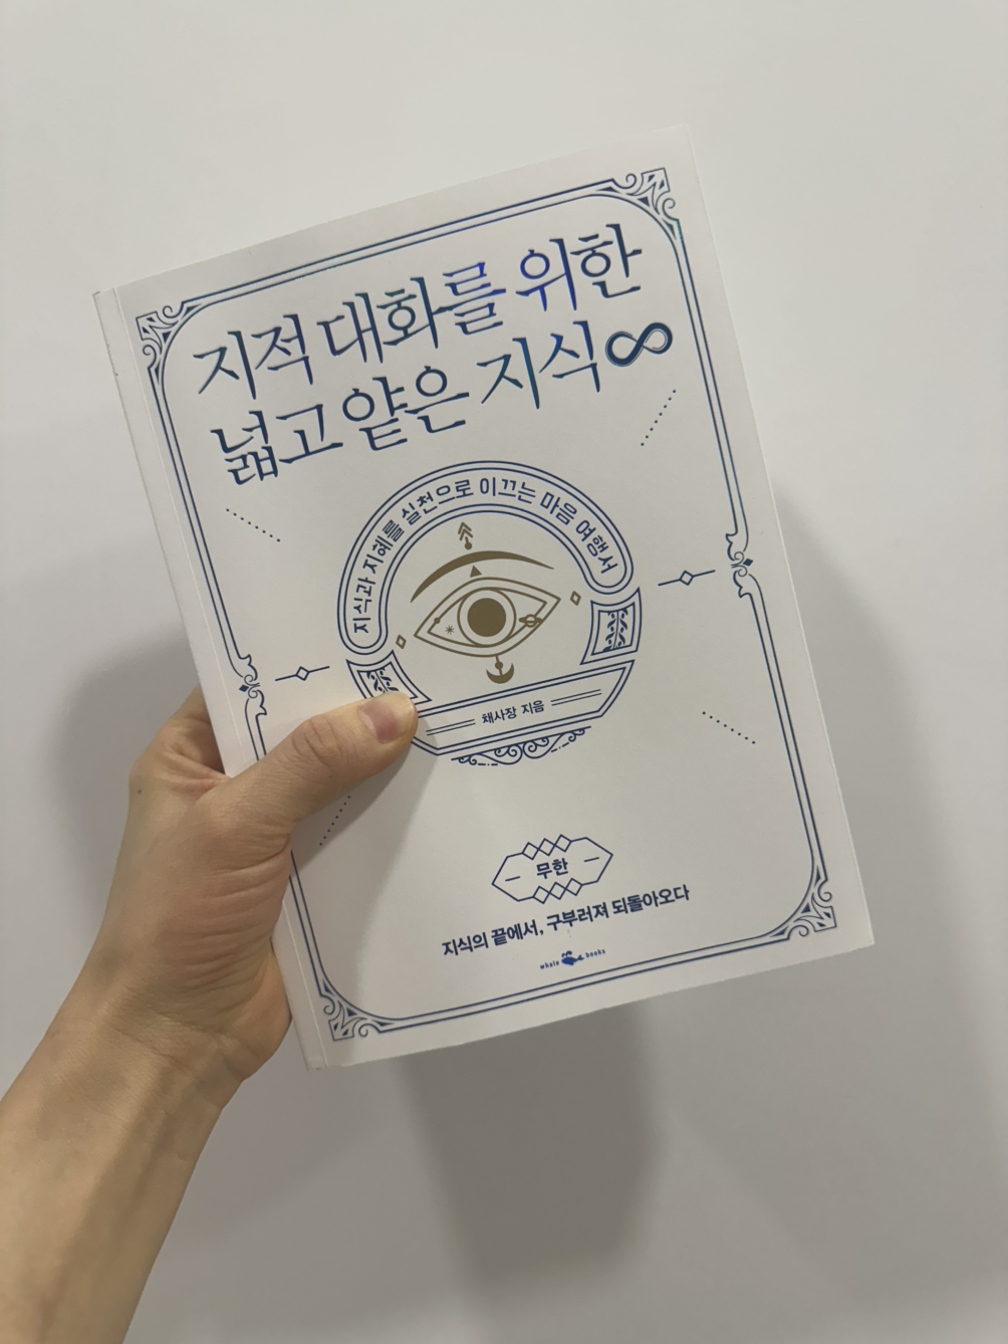 지적 대화를 위한
넓고 얕은 지식∞
지식과 지혜를 실천으로 이끄는 마음 여행서
채사장 지음
무한
지식의 끝에서, 구부러져 되돌아오다
whale books